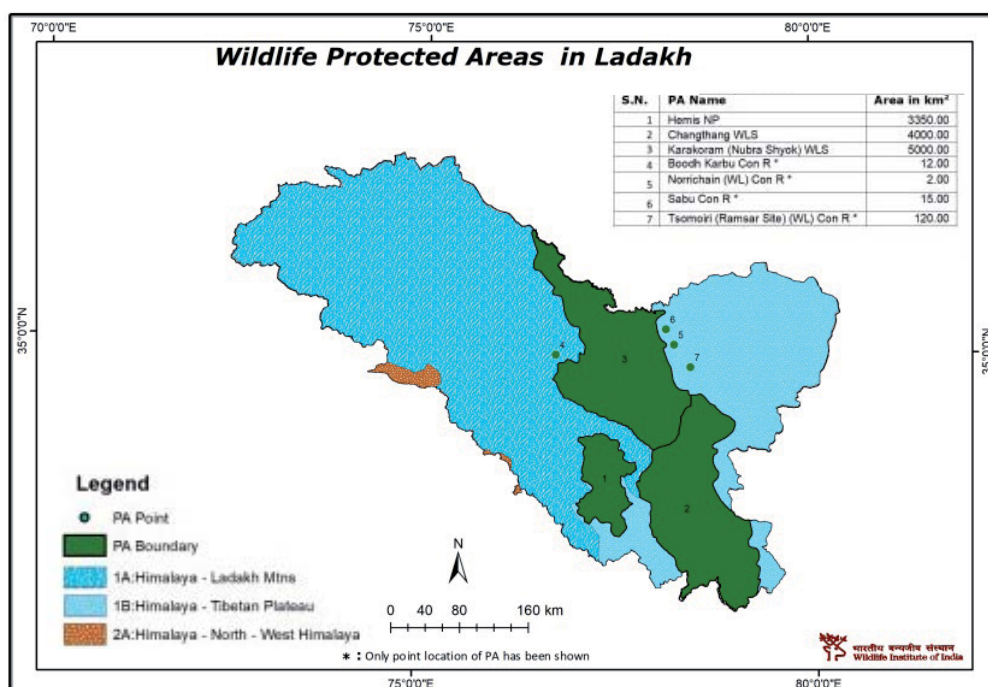 70°0'0"E 75°0'0"E 80°0'0"E
Wildlife Protected Areas in Ladakh
S.N. PA Name Area in km²
1 Hemis NP 3350.00
2 Changthang WLS 4000.00
3 Karakoram (Nubra Shyok) WLS 5000.00
4 Boodh Karbu Con R * 12.00
5 Norrichain (WL) Con R * 2.00
6 Sabu Con R * 15.00
7 Tsomoiri (Ramsar Site) (WL) Con R * 120.00
35°0'0"N
35°0'0"N
6
5
4
3
7
1
2
Legend
PA Point
PA Boundary
1A:Himalaya - Ladakh Mtns
1B:Himalaya - Tibetan Plateau
2A:Himalaya - North - West Himalaya
N
0 40 80 160 km
* : Only point location of PA has been shown
भारतीय वन्यजीव संस्थान
Wildlife Institute of India
75°0'0"E 80°0'0"E